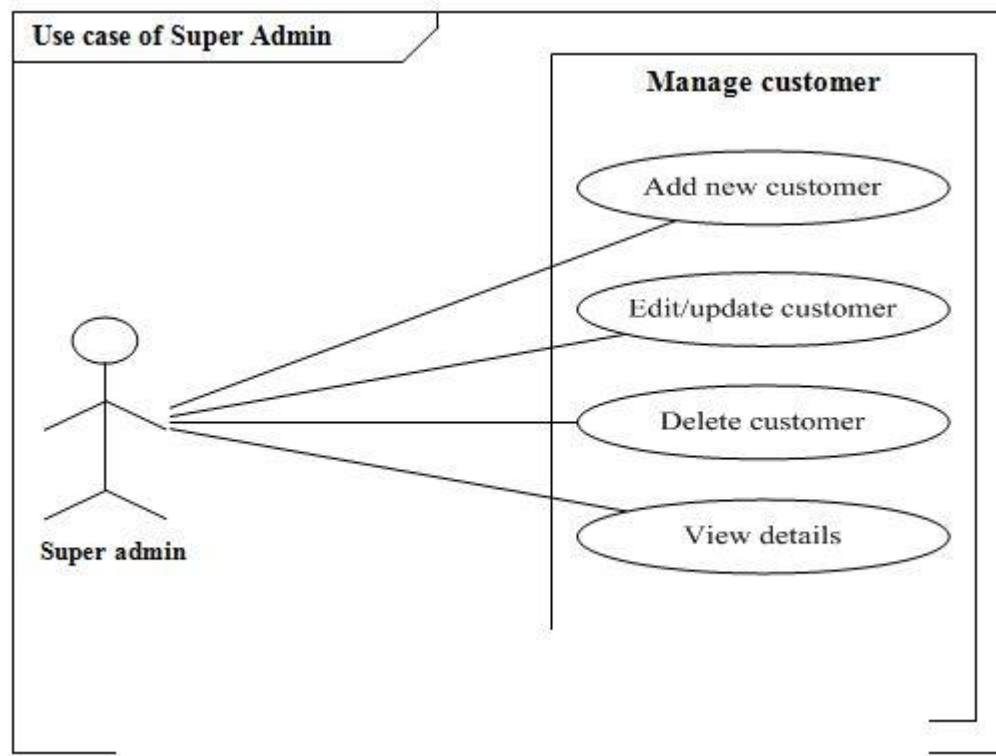 Use case of Super Admin
Manage customer
Add new customer
Edit/update customer
Delete customer
View details
Super admin